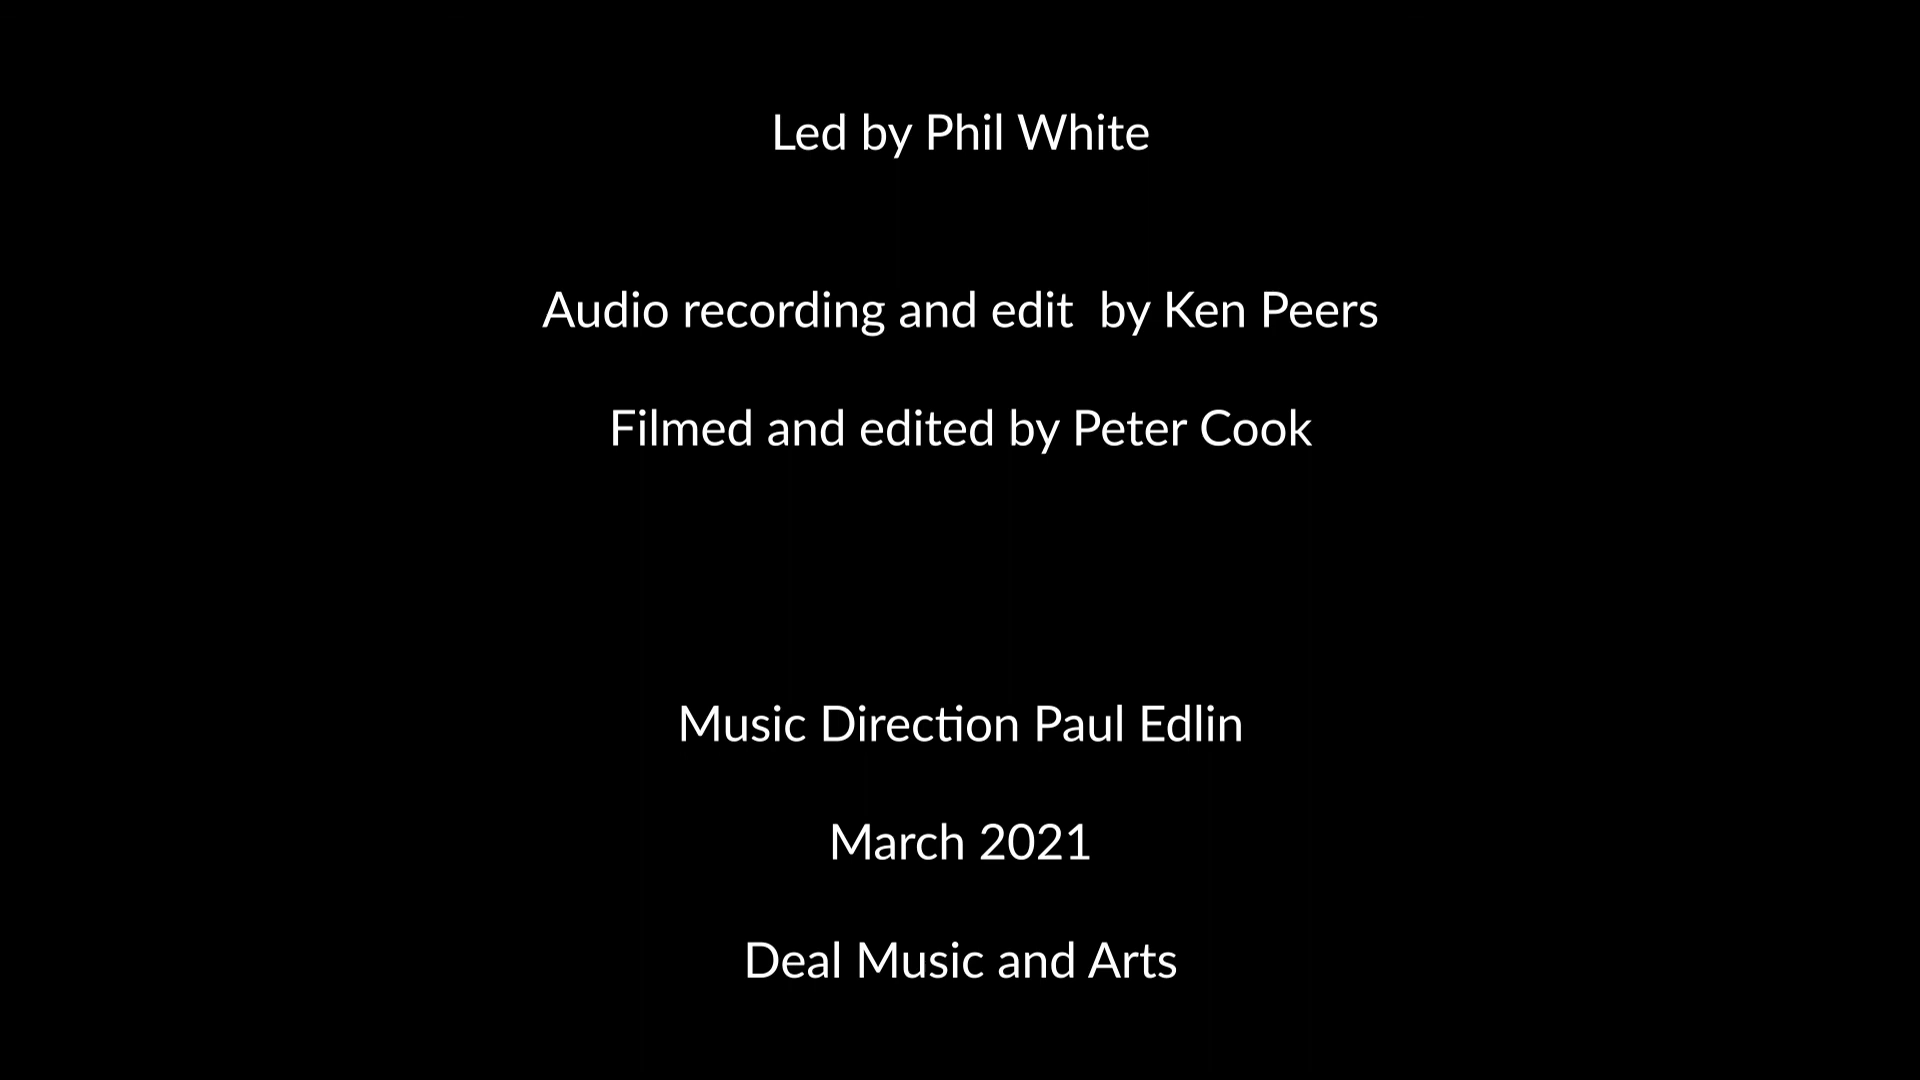 Led by Phil White
Audio recording and edit  by Ken Peers
Filmed and edited by Peter Cook
Music Direction Paul Edlin
March 2021
Deal Music and Arts